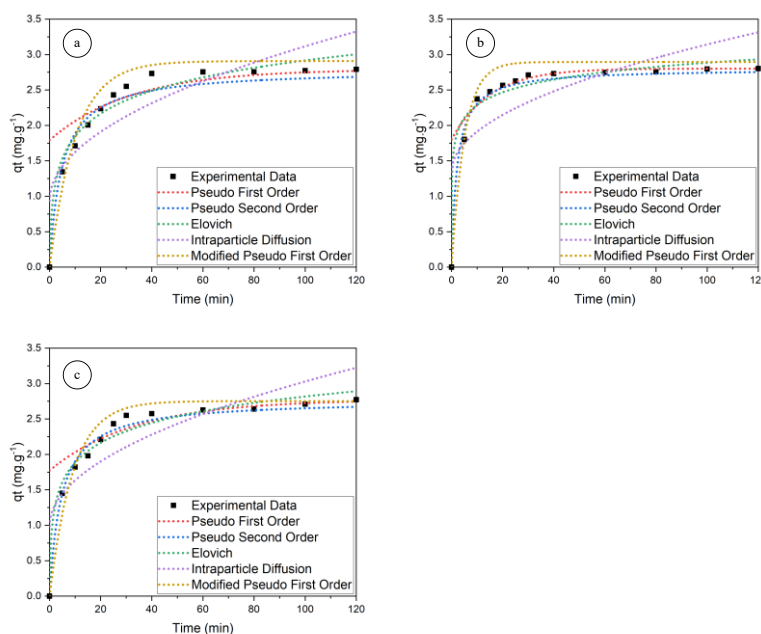 a
3.5
3.0
2.5
2.0
1.5
1.0
0.5
0.0
qt (mg.g⁻¹)
Experimental Data
Pseudo First Order
Pseudo Second Order
Elovich
Intraparticle Diffusion
Modified Pseudo First Order
0 20 40 60 80 100 120
Time (min)
b
3.5
3.0
2.5
2.0
1.5
1.0
0.5
0.0
qt (mg.g⁻¹)
Experimental Data
Pseudo First Order
Pseudo Second Order
Elovich
Intraparticle Diffusion
Modified Pseudo First Order
0 20 40 60 80 100 12
Time (min)
c
3.5
3.0
2.5
2.0
1.5
1.0
0.5
0.0
qt (mg.g⁻¹)
Experimental Data
Pseudo First Order
Pseudo Second Order
Elovich
Intraparticle Diffusion
Modified Pseudo First Order
0 20 40 60 80 100 120
Time (min)